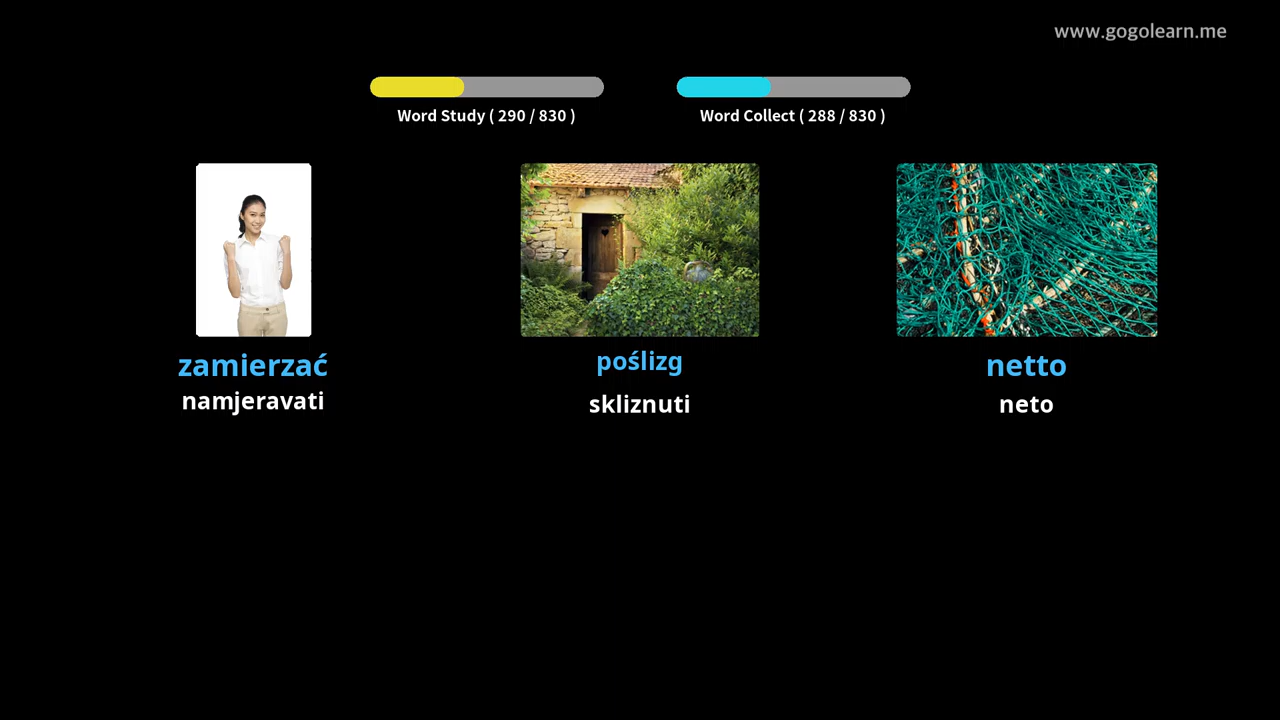 www.gogolearn.me
Word Study ( 290 / 830 )
Word Collect ( 288 / 830 )
zamierzać
namjeravati
poślizg
skliznuti
netto
neto